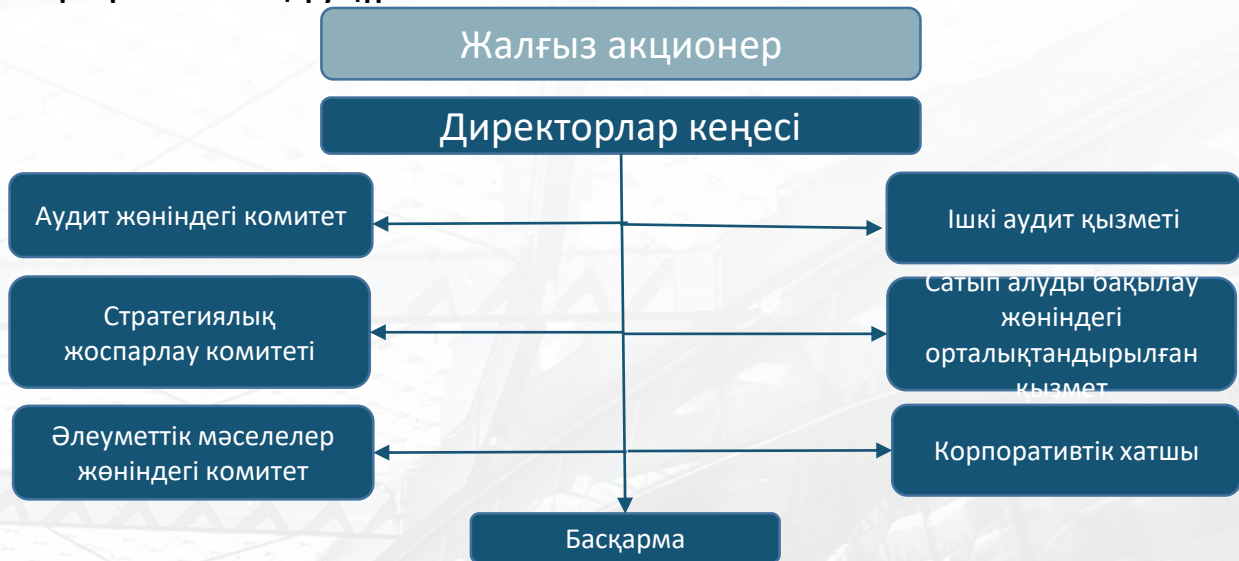 Жалғыз акционер
Директорлар кеңесі
Аудит жөніндегі комитет
Ішкі аудит қызметі
Стратегиялық
жоспарлау комитеті
Сатып алуды бақылау
жөніндегі
орталықтандырылған
қызмет
Әлеуметтік мәселелер
жөніндегі комитет
Корпоративтік хатшы
Басқарма